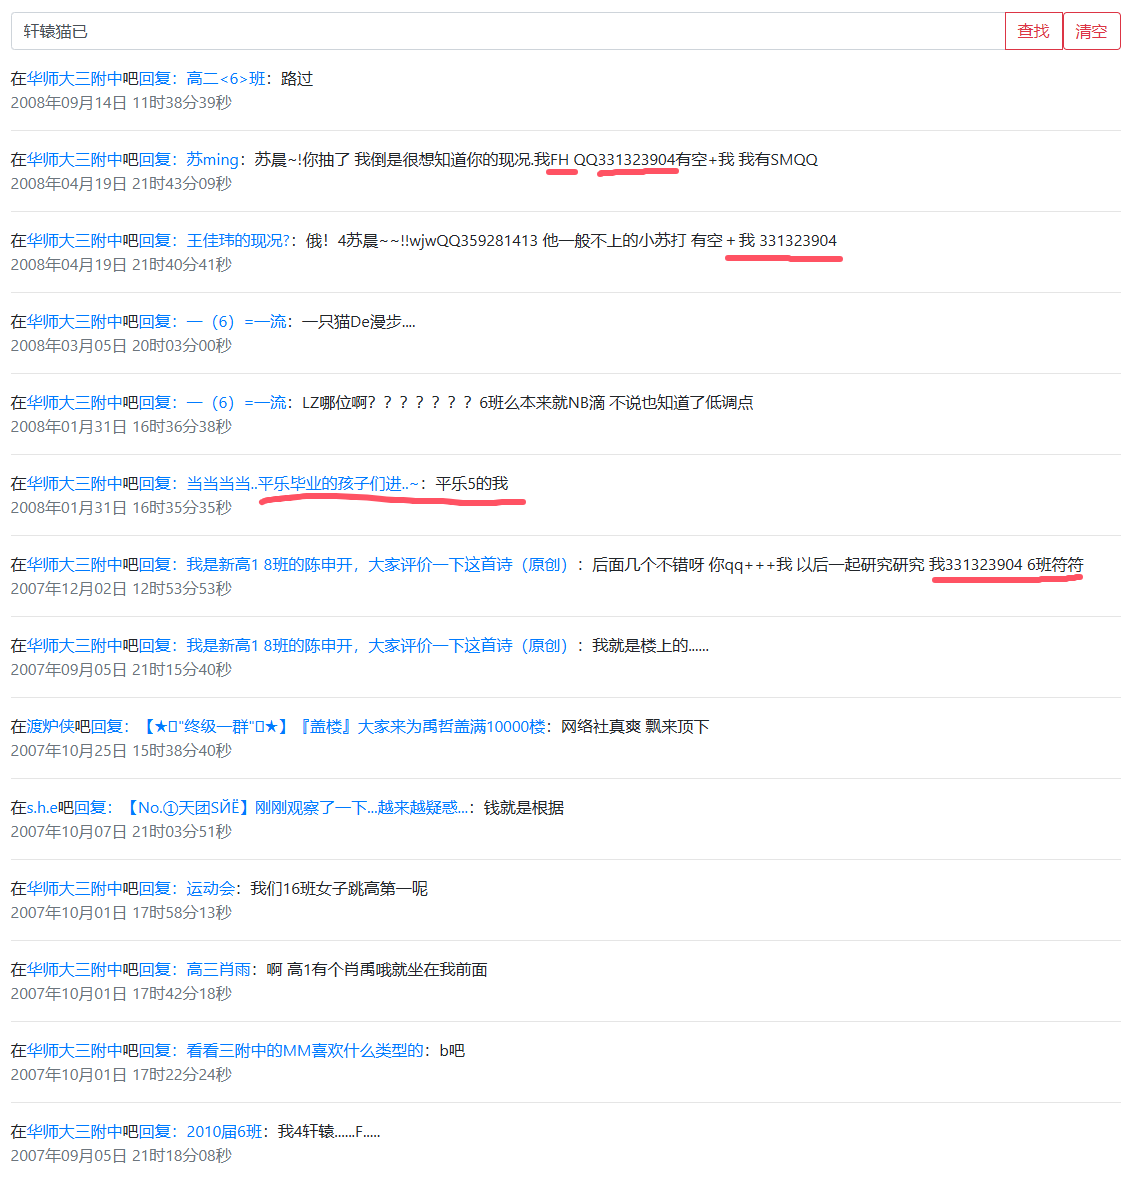 轩辕猫已
查找
清空
在华师大三附中吧回复：高二<6>班：路过
2008年09月14日 11时38分39秒
在华师大三附中吧回复：苏ming：苏晨~!你抽了 我倒是很想知道你的现况.我FH QQ331323904有空+我 我有SMQQ
2008年04月19日 21时43分09秒
在华师大三附中吧回复：王佳玮的现况?：俄！4苏晨~~!!wjwQQ359281413 他一般不上的小苏打 有空＋我 331323904
2008年04月19日 21时40分41秒
在华师大三附中吧回复：一（6）=一流：一只猫De漫步....
2008年03月05日 20时03分00秒
在华师大三附中吧回复：一（6）=一流：LZ哪位啊？？？？？？？6班么本来就NB滴 不说也知道了低调点
2008年01月31日 16时36分38秒
在华师大三附中吧回复：当当当当..平乐毕业的孩子们进..~：平乐5的我
2008年01月31日 16时35分35秒
在华师大三附中吧回复：我是新高1 8班的陈申开，大家评价一下这首诗（原创）：后面几个不错呀 你qq+++我 以后一起研究研究 我331323904 6班符符
2007年12月02日 12时53分53秒
在华师大三附中吧回复：我是新高1 8班的陈申开，大家评价一下这首诗（原创）：我就是楼上的......
2007年09月05日 21时15分40秒
在渡炉侠吧回复：【★"终级一群"★】『盖楼』大家来为禹哲盖满10000楼：网络社真爽 飘来顶下
2007年10月25日 15时38分40秒
在s.h.e吧回复：【No.①天团SЙЁ】刚刚观察了一下...越来越疑惑...：钱就是根据
2007年10月07日 21时03分51秒
在华师大三附中吧回复：运动会：我们16班女子跳高第一呢
2007年10月01日 17时58分13秒
在华师大三附中吧回复：高三肖雨：啊 高1有个肖禹哦就坐在我前面
2007年10月01日 17时42分18秒
在华师大三附中吧回复：看看三附中的MM喜欢什么类型的：b吧
2007年10月01日 17时22分24秒
在华师大三附中吧回复：2010届6班：我4轩辕......F.....
2007年09月05日 21时18分08秒